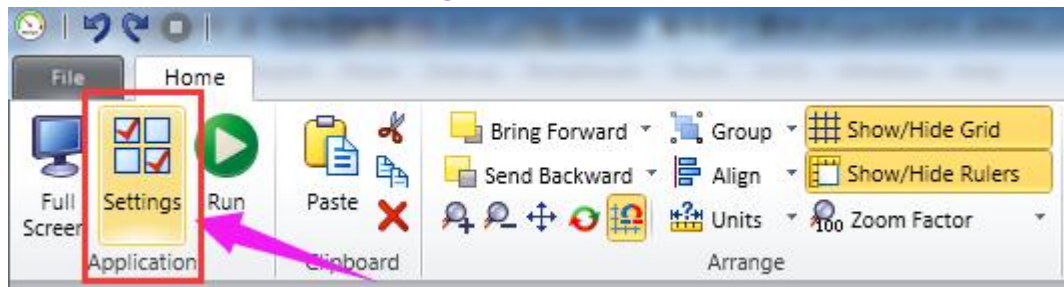 File Home
Bring Forward Group Show/Hide Grid
Send Backward Align Show/Hide Rulers
Full Screen Settings Run Paste
100 Units Zoom Factor
Application Clipboard Arrange